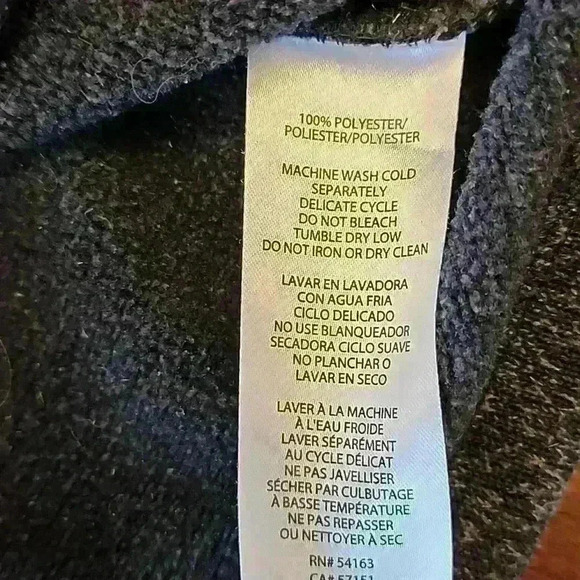 100% POLYESTER/
POLIESTER/POLYESTER
MACHINE WASH COLD
SEPARATELY
DELICATE CYCLE
DO NOT BLEACH
TUMBLE DRY LOW
DO NOT IRON OR DRY CLEAN
LAVAR EN LAVADORA
CON AGUA FRIA
CICLO DELICADO
NO USE BLANQUEADOR
SECADORA CICLO SUAVE
NO PLANCHAR O
LAVAR EN SECO
LAVER À LA MACHINE
À L'EAU FROIDE
LAVER SÉPARÉMENT
AU CYCLE DÉLICAT
NE PAS JAVELLISER
SÉCHER PAR CULBUTAGE
À BASSE TEMPÉRATURE
NE PAS REPASSER
OU NETTOYER À SEC
RN# 54163
CA# 57151